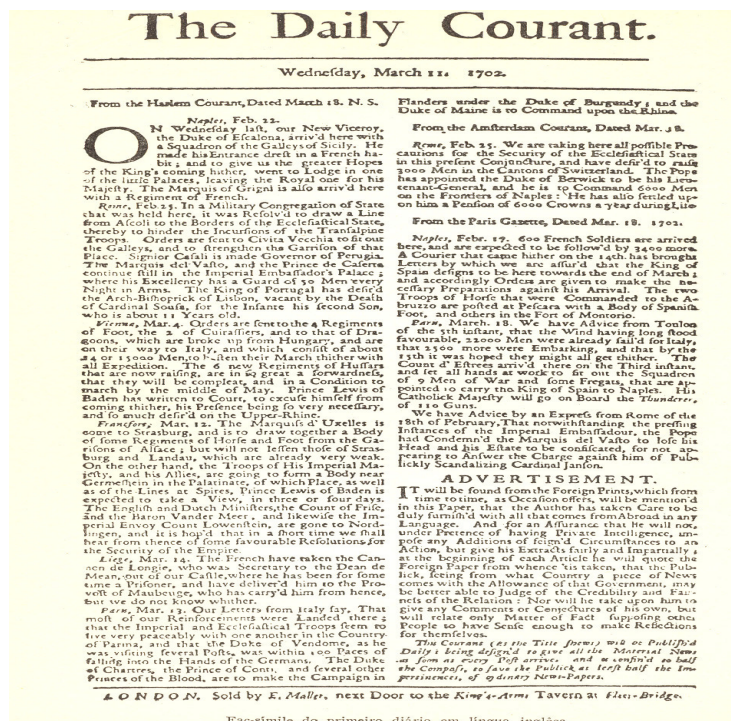 The Daily Courant.
Wednesday, March 11. 1702.
From the Harlem Courant, Dated March 18. N. S.
Naples, Feb. 22.
ON Wednesday last, our New Viceroy,
the Duke of Escalona, arriv'd here with
a Squadron of the Galleys of Sicily. He
made his Entrance drest in a French ha-
bit; and to give us the greater Hopes
of the King's coming hither, went to Lodge in one
of the little Palaces, leaving the Royal one for his
Majesty. The Marquis of Grigni is also arriv'd here
with a Regiment of French.
Rome, Feb. 25. In a Military Congregation of State
that was held here, it was Resolv'd to draw a Line
from Ascoli to the Borders of the Ecclesiastical State,
thereby to hinder the Incursions of the Transalpine
Troops. Orders are sent to Civita Vecchia to fit out
the Galleys, and to strengthen the Garrison of that
Place. Signior Casali is made Governor of Perugia.
The Marquis del Vasto, and the Prince de Caserta
continue still in the Imperial Embassador's Palace;
where his Excellency has a Guard of 50 Men every
Night in Arms. The King of Portugal has desir'd
the Arch-Bishoprick of Lisbon, vacant by the Death
of Cardinal Sousa, for the Infante his second Son,
who is about 11 Years old.
Vienna, Mar. 4. Orders are sent to the 4 Regiments
of Foot, the 2 of Cuirassiers, and to that of Dra-
goons, which are broke up from Hungary, and are
on their way to Italy, and which consist of about
14 or 15000 Men, to hasten their March thither with
all Expedition. The 6 new Regiments of Hussars
that are now raising, are in so great a forwardness,
that they will be compleat, and in a Condition to
march by the middle of May. Prince Lewis of
Baden has written to Court, to excuse himself from
coming thither, his Presence being so very necessary,
and so much desir'd on the Upper-Rhine.
Francfort, Mar. 12. The Marquiss d' Uxelles is
come to Strasburg, and is to draw together a Body
of some Regiments of Horse and Foot from the Ga-
risons of Alsace; but will not lessen those of Stras-
burg and Landau, which are already very weak.
On the other hand, the Troops of His Imperial Ma-
jesty, and his Allies, are going to form a Body near
Germeshein in the Palatinate, of which Place, as well
as of the Lines at Spires, Prince Lewis of Baden is
expected to take a View, in three or four days.
The English and Dutch Ministers, the Count of Frise,
and the Baron Vander Meer, and likewise the Im-
perial Envoy Count Lowenstein, are gone to Nord-
lingen, and it is hop'd that in a short time we shall
hear from thence of some favourable Resolutions for
the Security of the Empire.
Liege, Mar. 14. The French have taken the Can-
non de Longie, who was Secretary to the Dean de
Mean, out of our Castle, where he has been for some
time a Prisoner, and have deliver'd him to the Pro-
vost of Maubeuge, who has carry'd him from hence,
but we do not know whither.
Paris, Mar. 13. Our Letters from Italy say, That
most of our Reinforcements were Landed there;
that the Imperial and Ecclesiastical Troops seem to
live very peaceably with one another in the Country
of Parma, and that the Duke of Vendome, as he
was visiting several Posts, was within 100 Paces of
falling into the Hands of the Germans. The Duke
of Chartres, the Prince of Conti, and several other
Princes of the Blood, are to make the Campaign in
Flanders under the Duke of Burgundy; and the
Duke of Maine is to Command upon the Rhine.
From the Amsterdam Courant, Dated Mar. 18.
Rome, Feb. 25. We are taking here all possible Pre-
cautions for the Security of the Ecclesiastical State
in this present Conjuncture, and have desir'd to raise
3000 Men in the Cantons of Switzerland. The Pope
has appointed the Duke of Berwick to be his Lieu-
tenant-General, and he is to Command 6000 Men
on the Frontiers of Naples: He has also settled up-
on him a Pension of 6000 Crowns a year during Life.
From the Paris Gazette, Dated Mar. 18. 1702.
Naples, Febr. 17. 600 French Soldiers are arrived
here, and are expected to be follow'd by 3400 more.
A Courier that came hither on the 14th. has brought
Letters by which we are assur'd that the King of
Spain designs to be here towards the end of March;
and accordingly Orders are given to make the ne-
cessary Preparations against his Arrival. The two
Troops of Horse that were Commanded to the A-
bruzzo are posted at Pescara with a Body of Spanish
Foot, and others in the Fort of Montorio.
Paris, March. 18. We have Advice from Toulon
of the 5th instant, that the Wind having long stood
favourable, 22000 Men were already sail'd for Italy,
that 2500 more were Embarking, and that by the
15th it was hoped they might all get thither. The
Count d' Estrees arriv'd there on the Third instant,
and set all hands at work to fit out the Squadron
of 9 Men of War and some Fregats, that are ap-
pointed to carry the King of Spain to Naples. His
Catholick Majesty will go on Board the Thunderer,
of 110 Guns.
We have Advice by an Express from Rome of the
18th of February, That notwithstanding the pressing
Instances of the Imperial Embassadour, the Pope
had Condemn'd the Marquis del Vasto to lose his
Head and his Estate to be confiscated, for not ap-
pearing to Answer the Charge against him of Pub-
lickly Scandalizing Cardinal Janson.
ADVERTISEMENT.
IT will be found from the Foreign Prints, which from
time to time, as Occasion offers, will be mention'd
in this Paper, that the Author has taken Care to be
duly furnish'd with all that comes from Abroad in any
Language. And for an Assurance that He will not,
under Pretence of having Private Intelligence, im-
pose any Additions of feign'd Circumstances to an
Action, but give his Extracts fairly and Impartially;
at the beginning of each Article he will quote the
Foreign Paper from whence 'tis taken, that the Pub-
lick, seeing from what Country a piece of News
comes with the Allowance of that Government, may
be better able to Judge of the Credibility and Fair-
ness of the Relation: Nor will he take upon him to
give any Comments or Conjectures of his own, but
will relate only Matter of Fact; supposing other
People to have Sense enough to make Reflections
for themselves.
This Courant (as the Title shews) will be Publish'd
Daily: being design'd to give all the Material News
as soon as every Post arrives: and is confin'd to half
the Compass, to save the Publick at least half the Im-
pertinences, of ordinary News-Papers.
LONDON. Sold by E. Mallet, next Door to the King's-Arms Tavern at Fleet-Bridge.
Fac-símile do primeiro diário em língua inglêsa